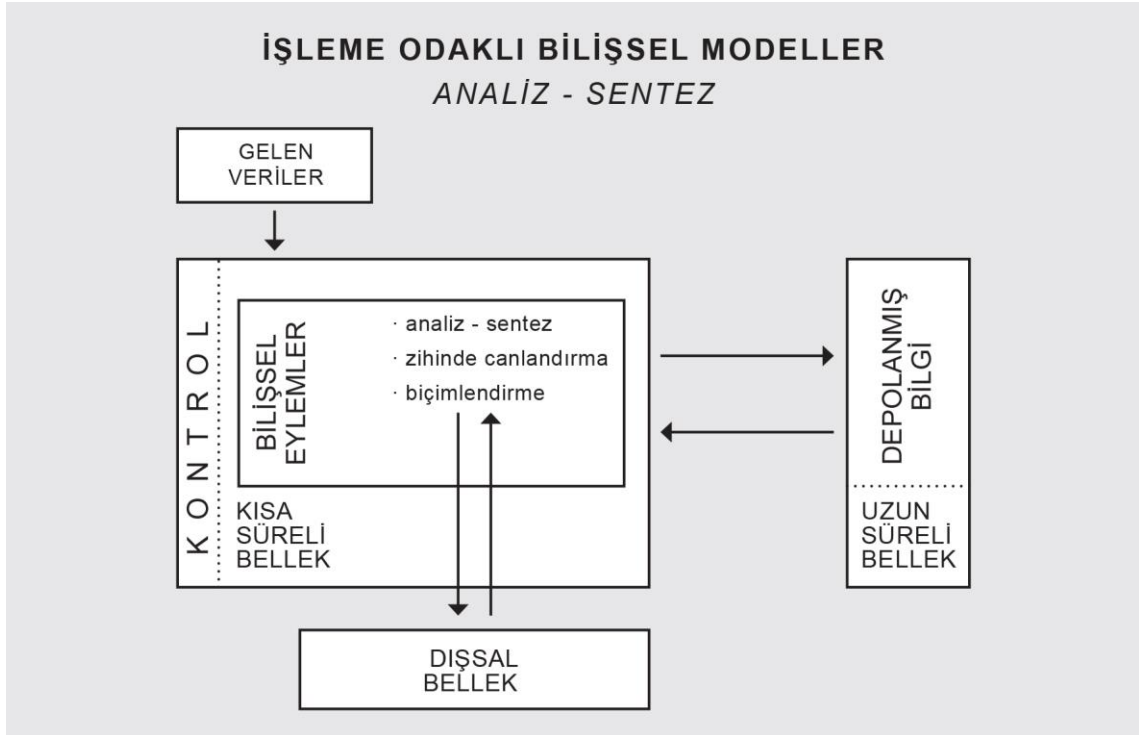 İŞLEME ODAKLI BİLİŞSEL MODELLER
ANALİZ - SENTEZ
GELEN
VERİLER
KONTROL
BİLİŞSEL
EYLEMLER
· analiz - sentez
· zihinde canlandırma
· biçimlendirme
KISA
SÜRELİ
BELLEK
DEPOLANMIŞ
BİLGİ
UZUN
SÜRELİ
BELLEK
DIŞSAL
BELLEK